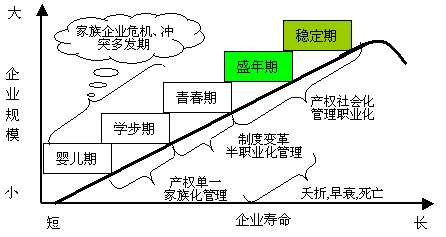 大
家族企业危机、冲
突多发期
稳定期
盛年期
企
业
规
模
青春期
产权社会化
管理职业化
学步期
制度变革
半职业化管理
婴儿期
产权单一
家族化管理
夭折,早衰,死亡
小
短
企业寿命
长